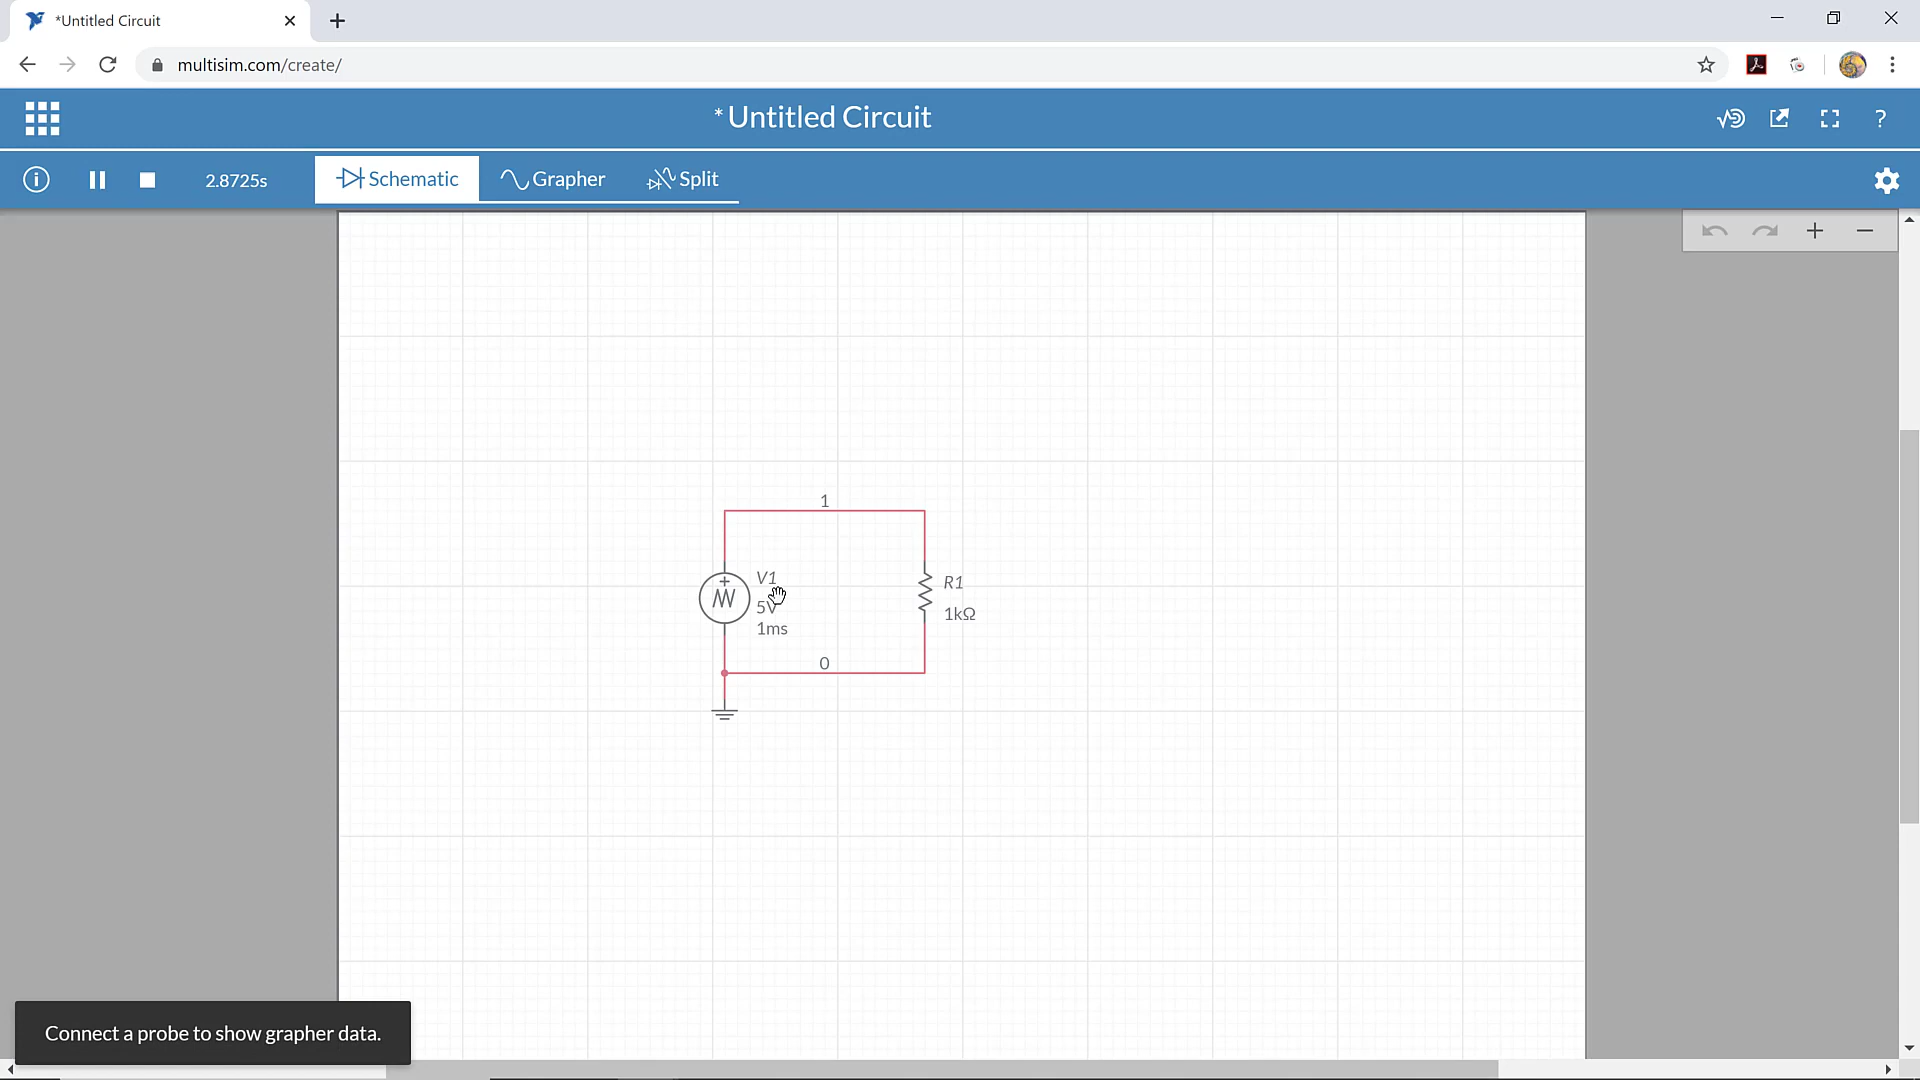 *Untitled Circuit
multisim.com/create/
* Untitled Circuit
?
2.8725s
Schematic
Grapher
Split
1
V1
5V
1ms
R1
1kΩ
0
Connect a probe to show grapher data.